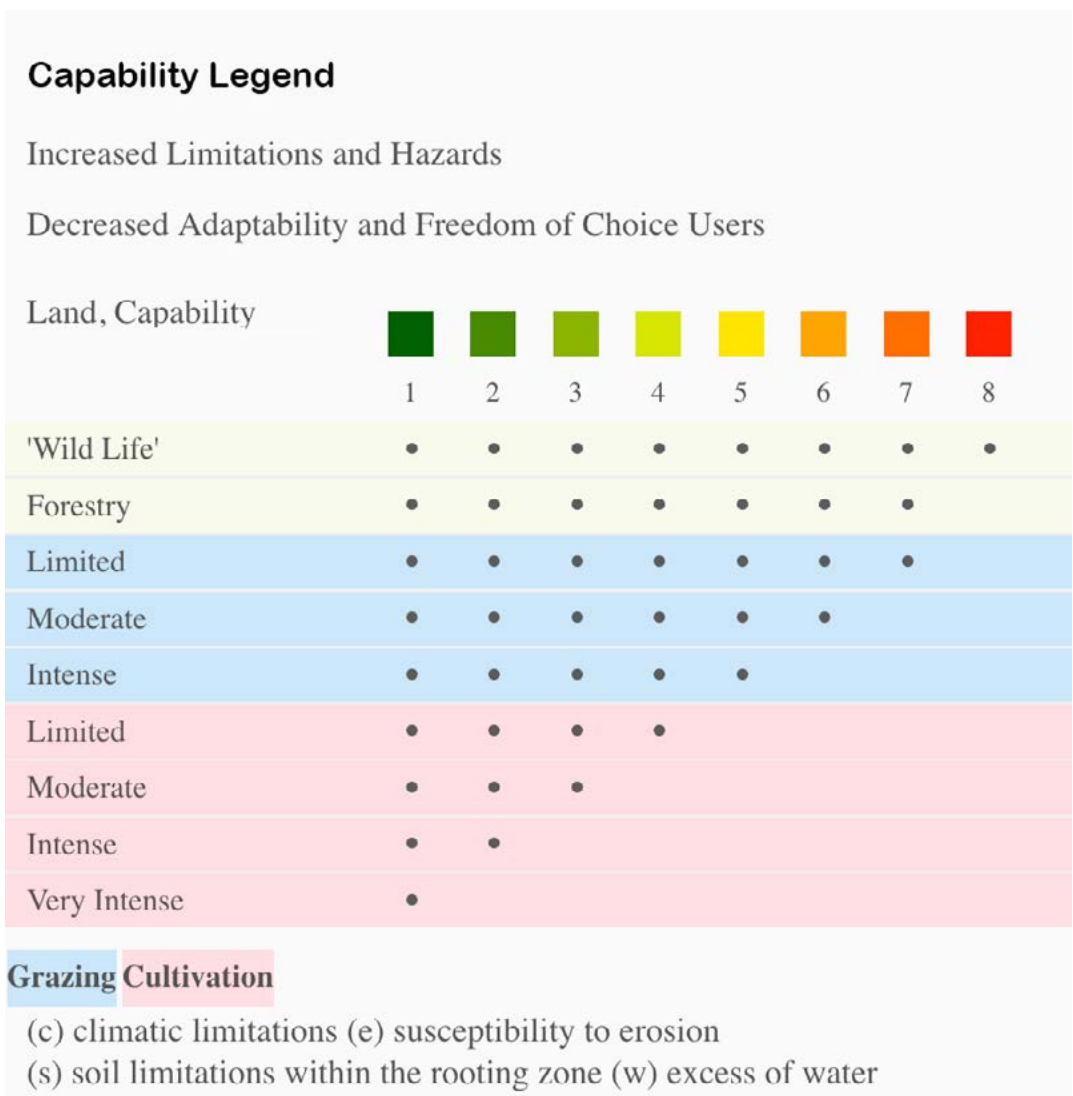 Capability Legend
Increased Limitations and Hazards
Decreased Adaptability and Freedom of Choice Users
Land, Capability
1 2 3 4 5 6 7 8
'Wild Life'
Forestry
Limited
Moderate
Intense
Limited
Moderate
Intense
Very Intense
Grazing Cultivation
(c) climatic limitations (e) susceptibility to erosion
(s) soil limitations within the rooting zone (w) excess of water